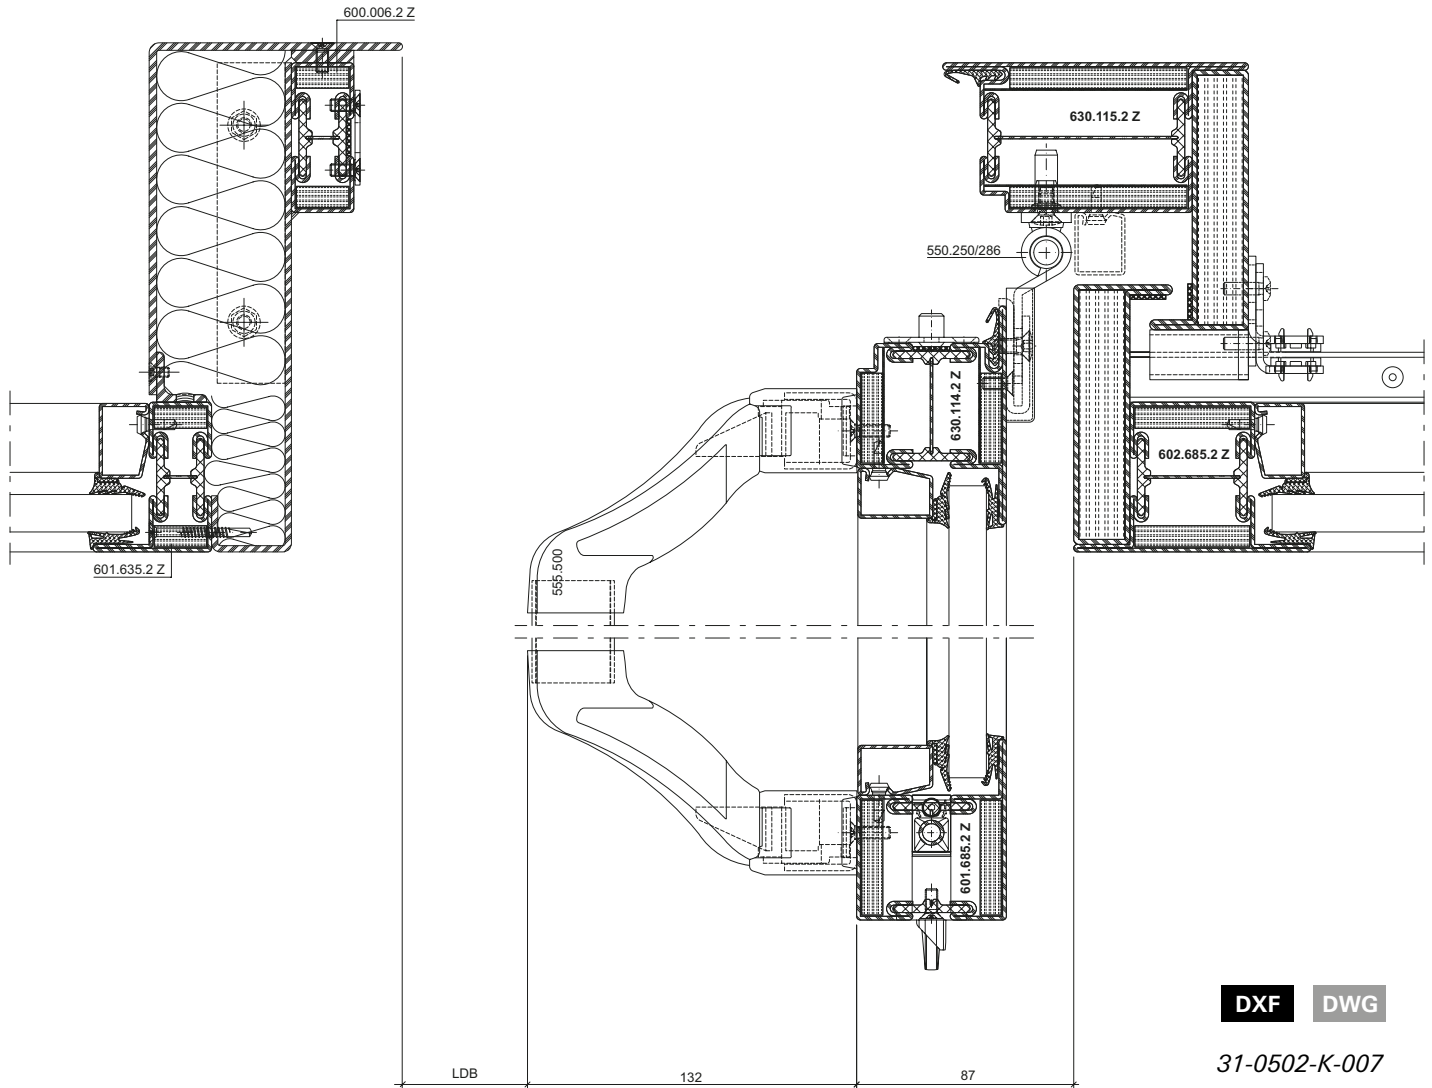 600.006.2 Z
630.115.2 Z
550.250/286
630.114.2 Z
602.685.2 Z
601.635.2 Z
555.500
601.685.2 Z
DXF DWG
31-0502-K-007
LDB 132 87